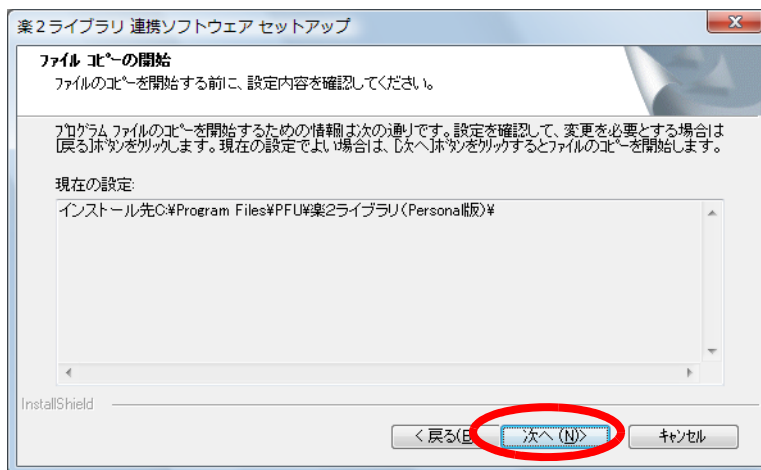 楽2ライブラリ 連携ソフトウェア セットアップ
ファイル コピーの開始
ファイルのコピーを開始する前に、設定内容を確認してください。
プログラム ファイルのコピーを開始するための情報は次の通りです。設定を確認して、変更を必要とする場合は
[戻る]ボタンをクリックします。現在の設定でよい場合は、[次へ]ボタンをクリックするとファイルのコピーを開始します。
現在の設定:
インストール先C:¥Program Files¥PFU¥楽2ライブラリ(Personal版)¥
InstallShield
< 戻る(B
次へ (N)>
キャンセル